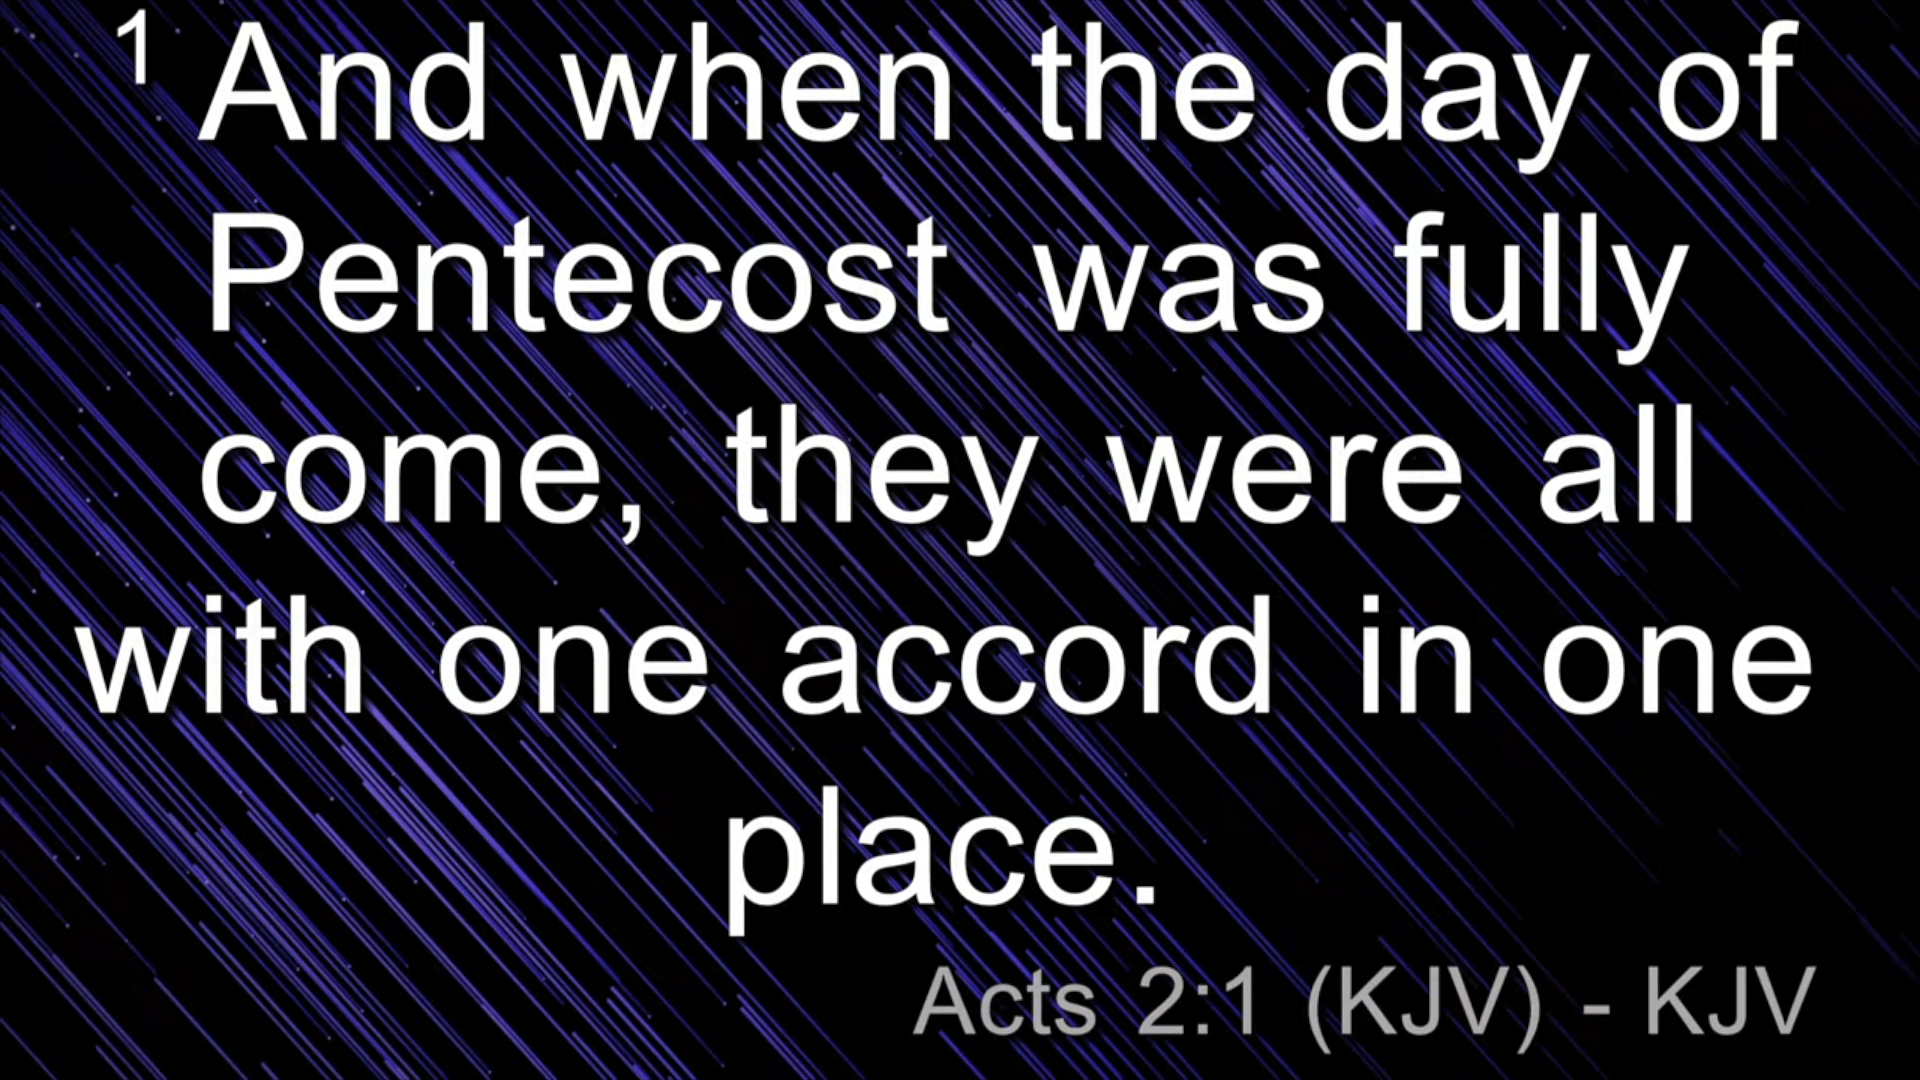 1 And when the day of
Pentecost was fully
come, they were all
with one accord in one
place.
Acts 2:1 (KJV) - KJV